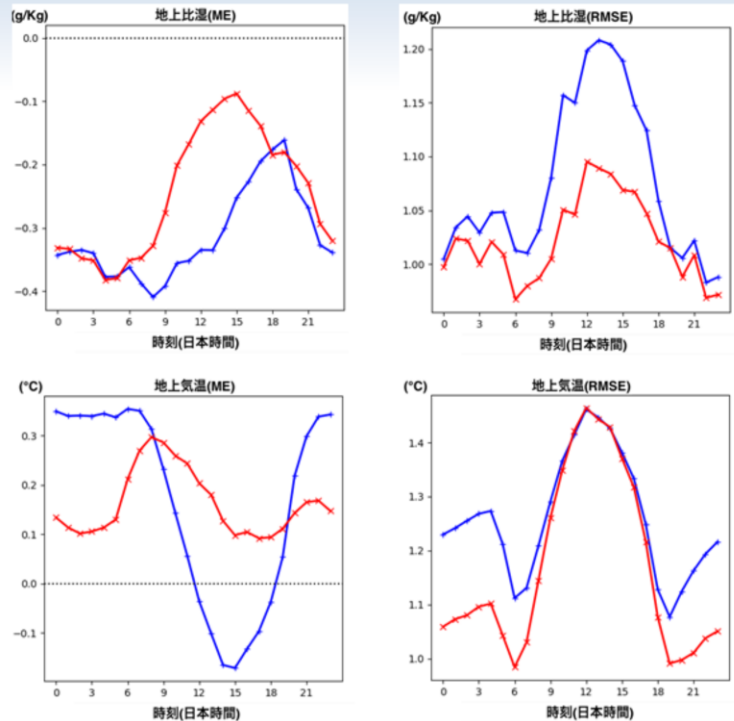 (g/Kg) 地上比湿(ME)
0.0
−0.1
−0.2
−0.3
−0.4
0 3 6 9 12 15 18 21
時刻(日本時間)
(g/Kg) 地上比湿(RMSE)
1.20
1.15
1.10
1.05
1.00
0 3 6 9 12 15 18 21
時刻(日本時間)
(°C) 地上気温(ME)
0.3
0.2
0.1
0.0
−0.1
0 3 6 9 12 15 18 21
時刻(日本時間)
(°C) 地上気温(RMSE)
1.4
1.3
1.2
1.1
1.0
0 3 6 9 12 15 18 21
時刻(日本時間)